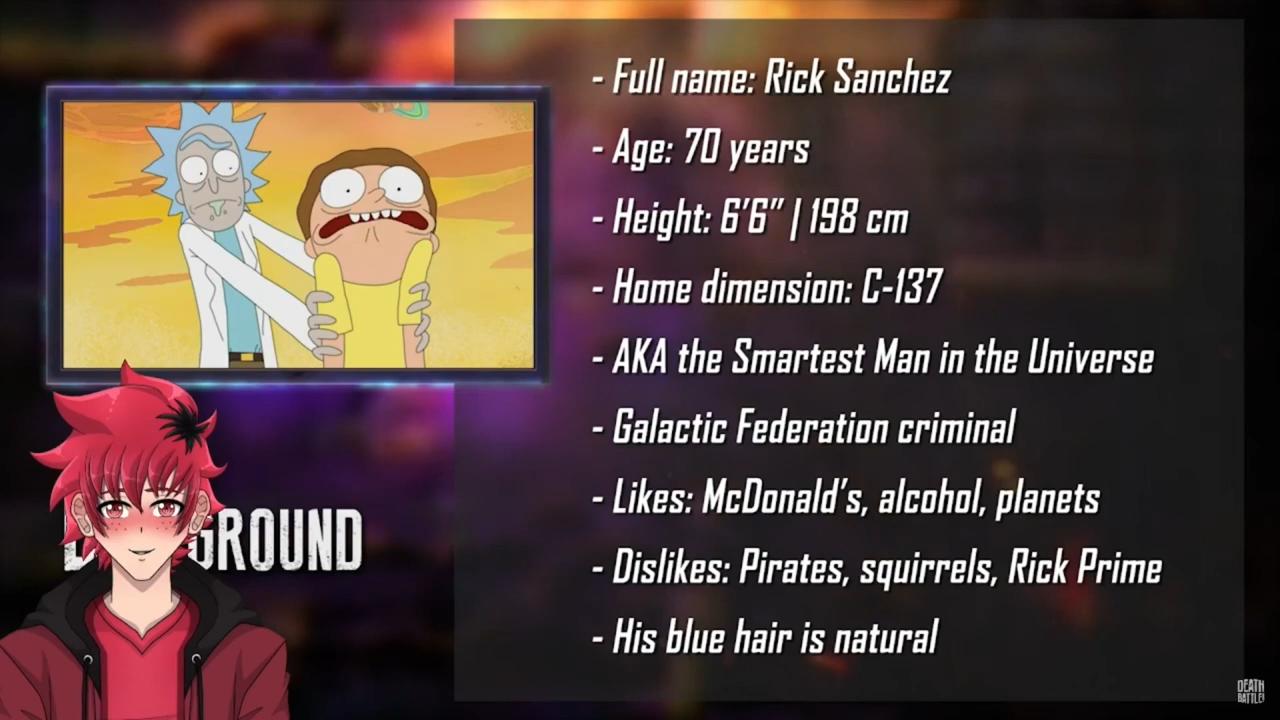 - Full name: Rick Sanchez
- Age: 70 years
- Height: 6'6" | 198 cm
- Home dimension: C-137
- AKA the Smartest Man in the Universe
- Galactic Federation criminal
- Likes: McDonald's, alcohol, planets
- Dislikes: Pirates, squirrels, Rick Prime
- His blue hair is natural
GROUND
DEATH
BATTLE!